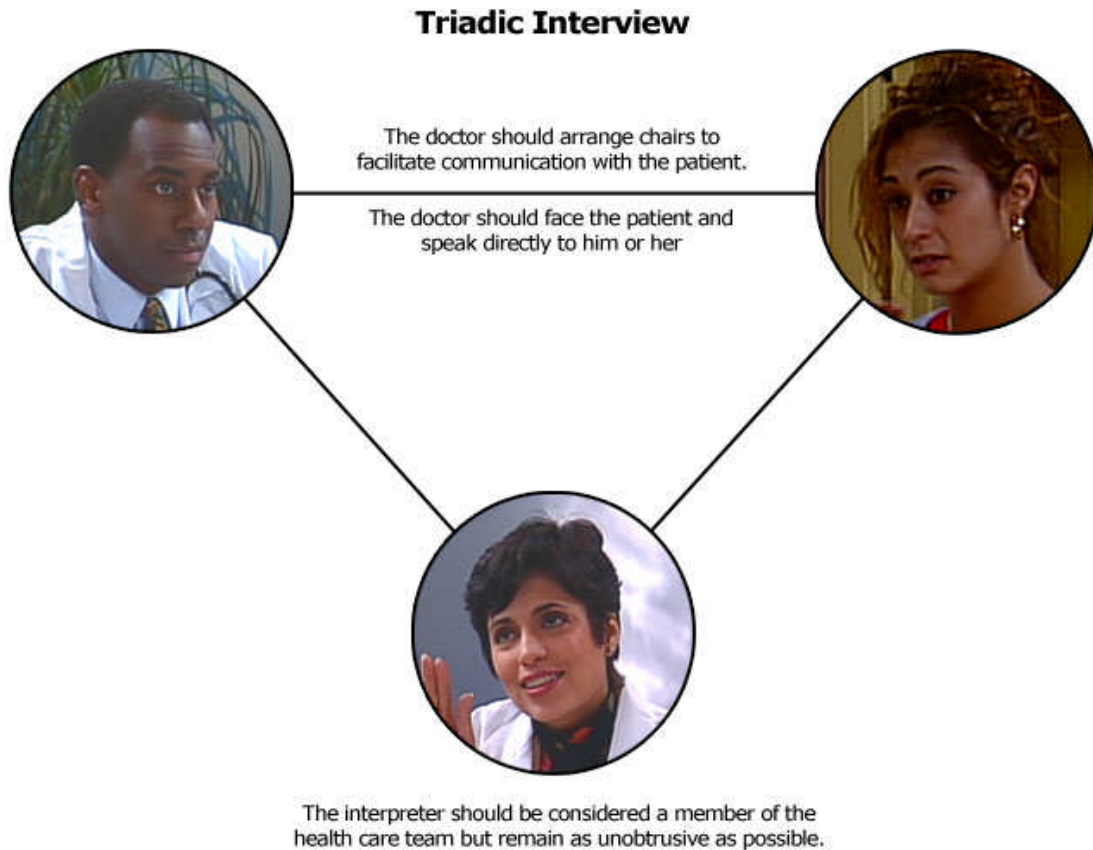 Triadic Interview
The doctor should arrange chairs to
facilitate communication with the patient.
The doctor should face the patient and
speak directly to him or her
The interpreter should be considered a member of the
health care team but remain as unobtrusive as possible.